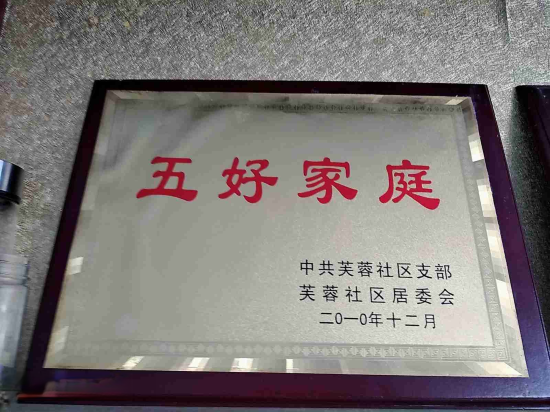 五好家庭
中共芙蓉社区支部
芙蓉社区居委会
二0一0年十二月